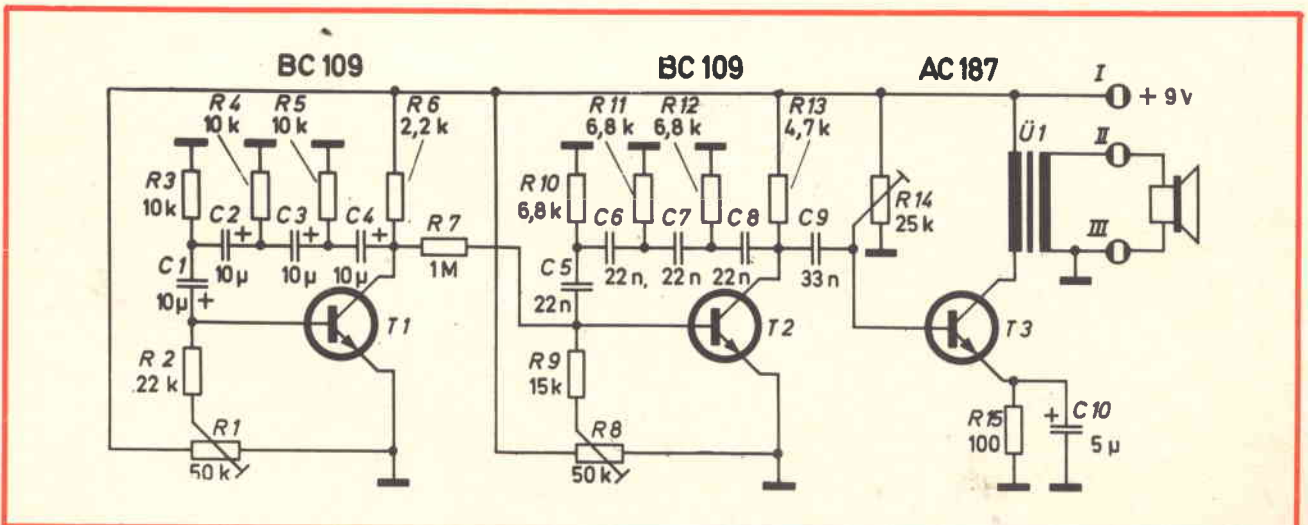 BC 109
BC 109
AC 187
I
+ 9 V
R 4
10 k
R 5
10 k
R 6
2,2 k
R 11
6,8 k
R 12
6,8 k
R 13
4,7 k
Ü 1
II
R 3
10 k
C 2
+
10 µ
C 3
+
10 µ
C 4
+
10 µ
R 7
1 M
R 10
6,8 k
C 6
22 n,
C 7
22 n
C 8
22 n
C 9
33 n
R 14
25 k
III
C 1
10 µ
+
C 5
22 n
T 1
T 2
T 3
R 2
22 k
R 9
15 k
R 1
50 k
R 8
50 k
R 15
100
+
C 10
5 µ